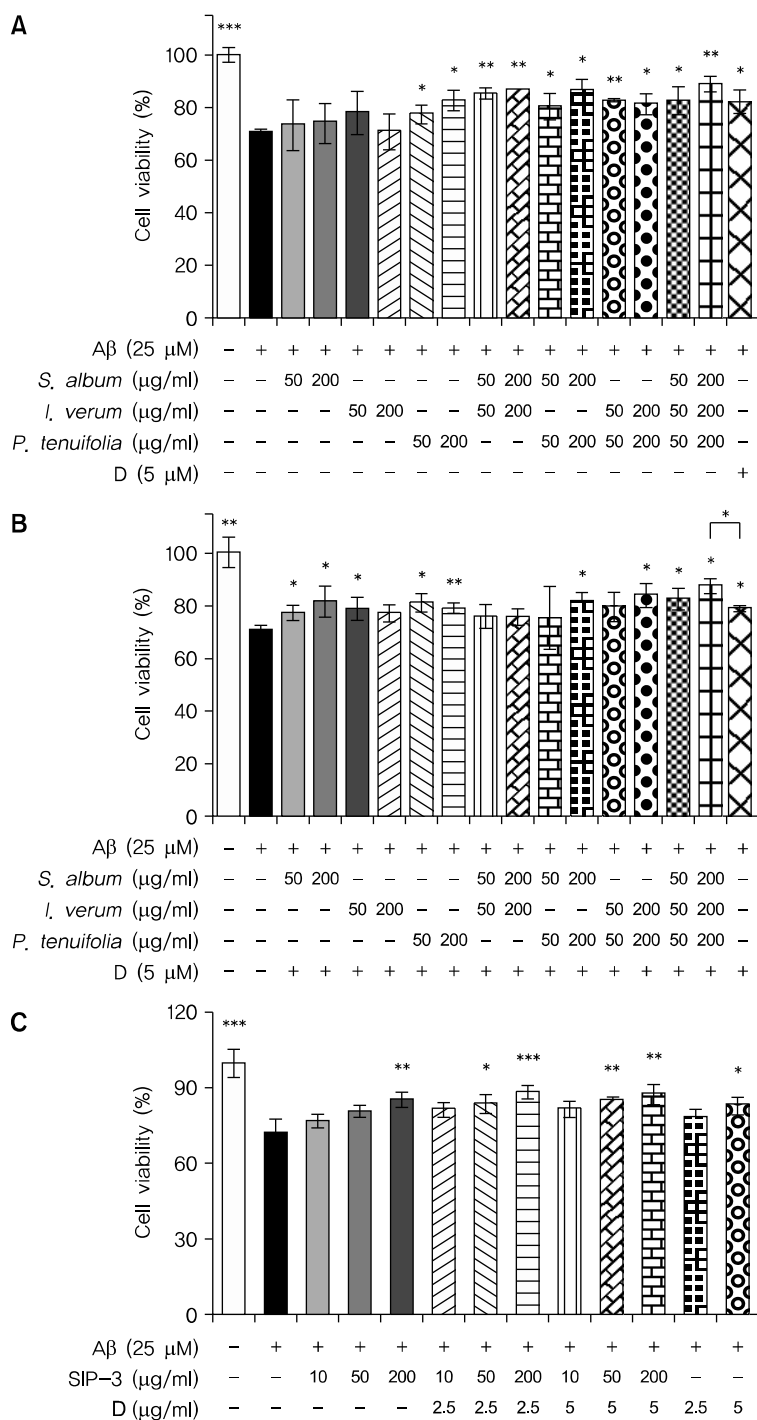 A
Cell viability (%)
120
100
80
60
40
20
0
*** * * ** ** * * ** * * ** *
Aβ (25 μM) – + + + + + + + + + + + + + + + +
S. album (μg/ml) – – 50 200 – – – – 50 200 50 200 – – 50 200 –
I. verum (μg/ml) – – – – 50 200 – – 50 200 – – 50 200 50 200 –
P. tenuifolia (μg/ml) – – – – – – 50 200 – – 50 200 50 200 50 200 –
D (5 μM) – – – – – – – – – – – – – – – – +
B
Cell viability (%)
120
100
80
60
40
20
0
*
** * * * * ** * * * * *
Aβ (25 μM) – + + + + + + + + + + + + + + + +
S. album (μg/ml) – – 50 200 – – – – 50 200 50 200 – – 50 200 –
I. verum (μg/ml) – – – – 50 200 – – 50 200 – – 50 200 50 200 –
P. tenuifolia (μg/ml) – – – – – – 50 200 – – 50 200 50 200 50 200 –
D (5 μM) – – + + + + + + + + + + + + + + +
C
Cell viability (%)
120
90
60
30
0
*** ** * *** ** ** *
Aβ (25 μM) – + + + + + + + + + + + +
SIP-3 (μg/ml) – – 10 50 200 10 50 200 10 50 200 – –
D (μg/ml) – – – – – 2.5 2.5 2.5 5 5 5 2.5 5